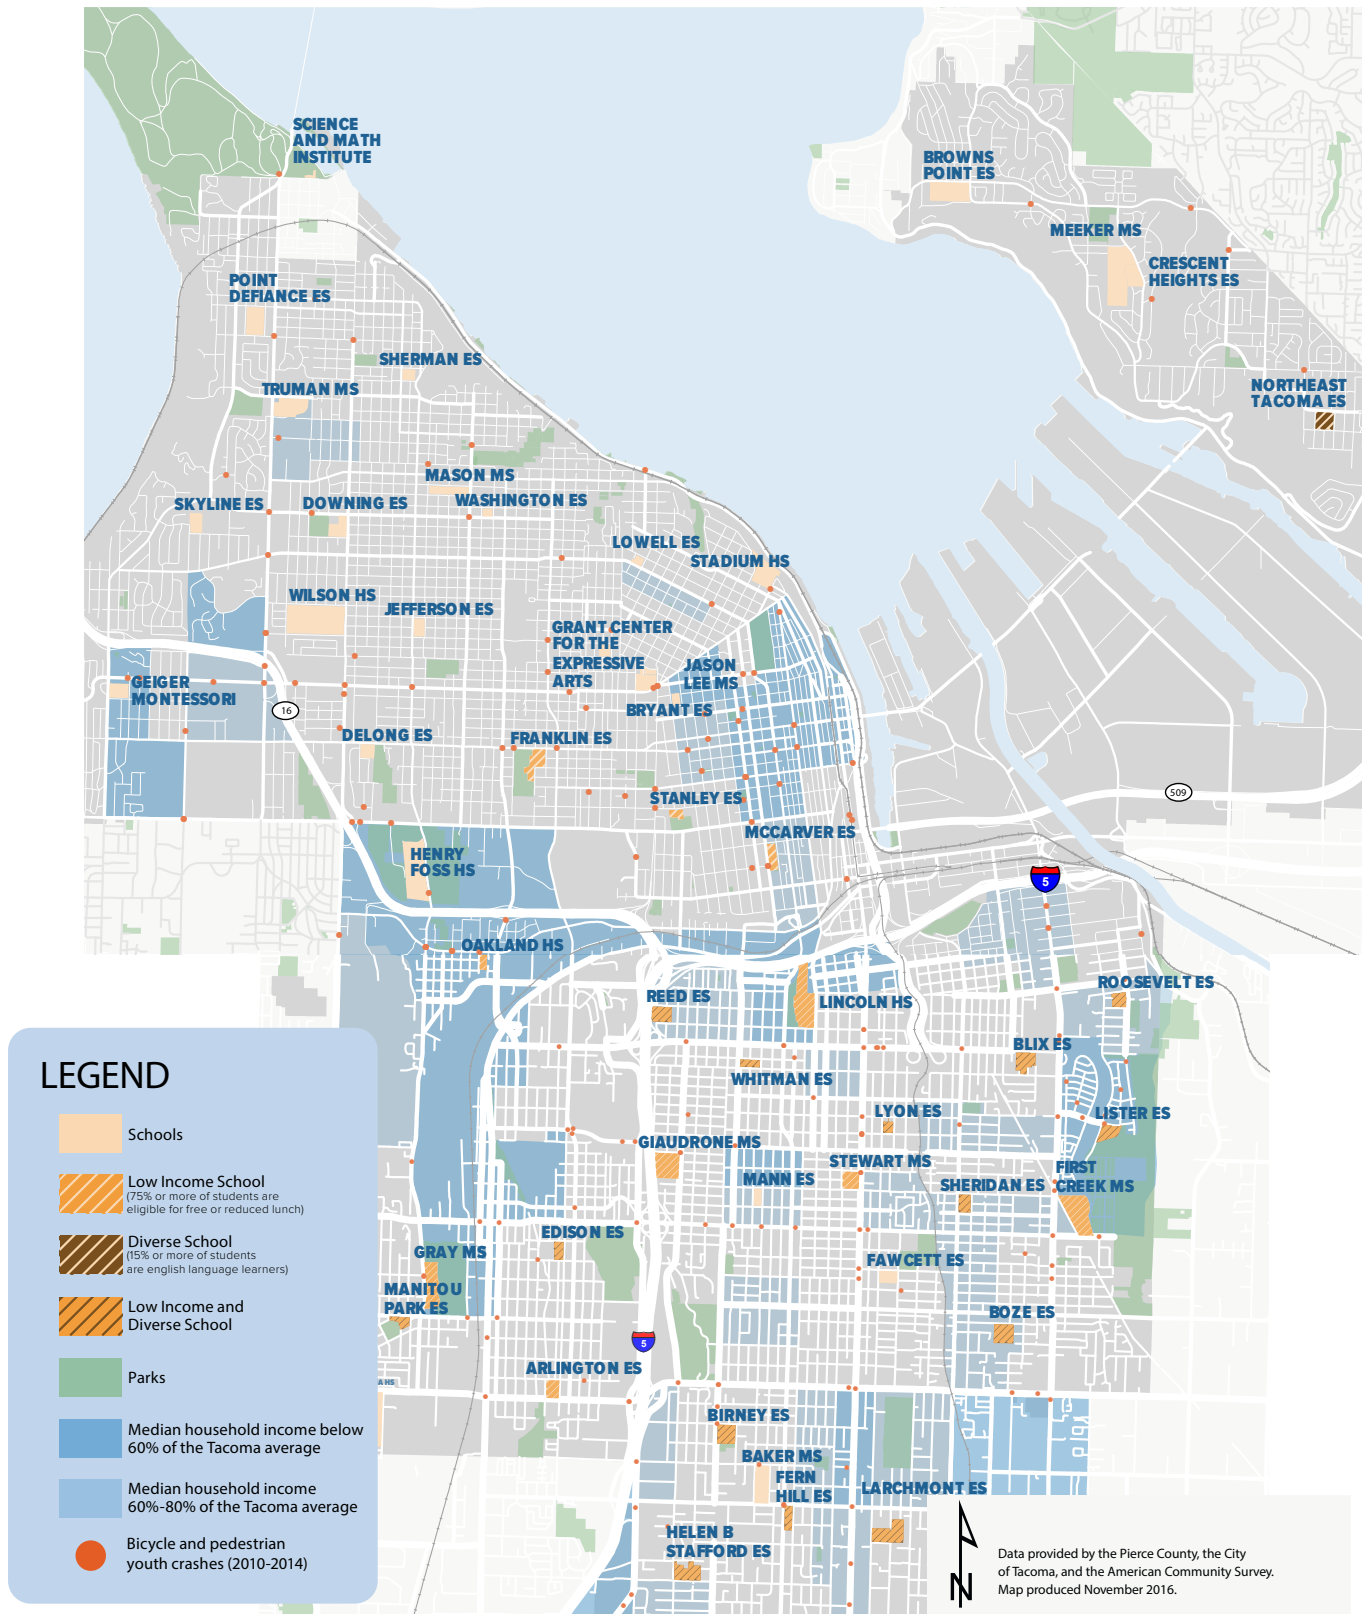 SCIENCE
AND MATH
INSTITUTE
BROWNS
POINT ES
MEEKER MS
CRESCENT
HEIGHTS ES
POINT
DEFIANCE ES
SHERMAN ES
TRUMAN MS
NORTHEAST
TACOMA ES
MASON MS
WASHINGTON ES
SKYLINE ES
DOWNING ES
LOWELL ES
STADIUM HS
WILSON HS
JEFFERSON ES
GRANT CENTER
FOR THE
EXPRESSIVE
ARTS
JASON
LEE MS
GEIGER
MONTESSORI
16
BRYANT ES
DELONG ES
FRANKLIN ES
STANLEY ES
509
MCCARVER ES
HENRY
FOSS HS
5
OAKLAND HS
REED ES
LINCOLN HS
ROOSEVELT ES
BLIX ES
WHITMAN ES
LYON ES
LISTER ES
GIAUDRONE MS
STEWART MS
MANN ES
SHERIDAN ES
FIRST
CREEK MS
EDISON ES
GRAY MS
FAWCETT ES
MANITOU
PARK ES
BOZE ES
5
ARLINGTON ES
AHS
BIRNEY ES
BAKER MS
FERN
HILL ES
LARCHMONT ES
HELEN B
STAFFORD ES
LEGEND
Schools
Low Income School
(75% or more of students are
eligible for free or reduced lunch)
Diverse School
(15% or more of students
are english language learners)
Low Income and
Diverse School
Parks
Median household income below
60% of the Tacoma average
Median household income
60%-80% of the Tacoma average
Bicycle and pedestrian
youth crashes (2010-2014)
N
Data provided by the Pierce County, the City
of Tacoma, and the American Community Survey.
Map produced November 2016.